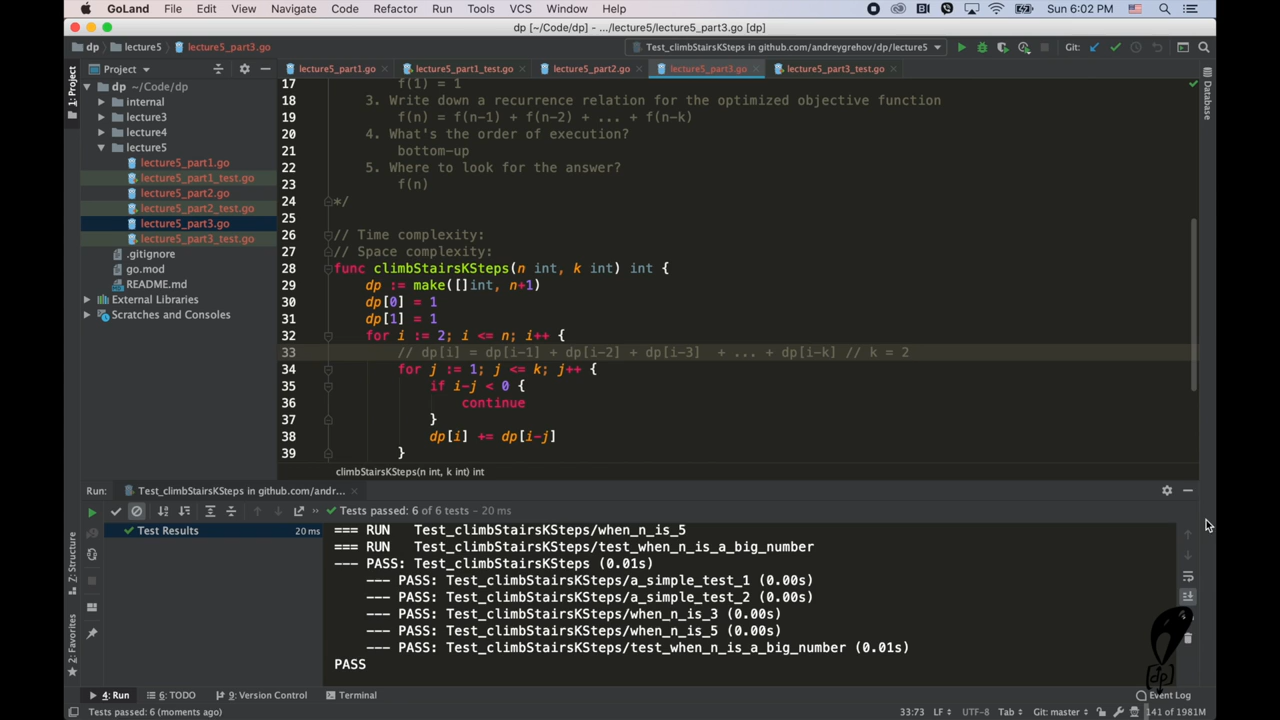 GoLand File Edit View Navigate Code Refactor Run Tools VCS Window Help Sun 6:02 PM
dp [~/Code/dp] - .../lecture5/lecture5_part3.go [dp]
dp lecture5 lecture5_part3.go Test_climbStairsKSteps in github.com/andreygrehov/dp/lecture5 Git:
1: Project Project lecture5_part1.go lecture5_part1_test.go lecture5_part2.go lecture5_part3.go lecture5_part3_test.go Database
dp ~/Code/dp
internal
lecture3
lecture4
lecture5
lecture5_part1.go
lecture5_part1_test.go
lecture5_part2.go
lecture5_part2_test.go
lecture5_part3.go
lecture5_part3_test.go
.gitignore
go.mod
README.md
External Libraries
Scratches and Consoles
17 f(1) = 1
18 3. Write down a recurrence relation for the optimized objective function
19 f(n) = f(n-1) + f(n-2) + ... + f(n-k)
20 4. What's the order of execution?
21 bottom-up
22 5. Where to look for the answer?
23 f(n)
24 */
25
26 // Time complexity:
27 // Space complexity:
28 func climbStairsKSteps(n int, k int) int {
29 dp := make([]int, n+1)
30 dp[0] = 1
31 dp[1] = 1
32 for i := 2; i <= n; i++ {
33 // dp[i] = dp[i-1] + dp[i-2] + dp[i-3] + ... + dp[i-k] // k = 2
34 for j := 1; j <= k; j++ {
35 if i-j < 0 {
36 continue
37 }
38 dp[i] += dp[i-j]
39 }
climbStairsKSteps(n int, k int) int
Run: Test_climbStairsKSteps in github.com/andr...
Tests passed: 6 of 6 tests - 20 ms
Test Results 20 ms
=== RUN Test_climbStairsKSteps/when_n_is_5
=== RUN Test_climbStairsKSteps/test_when_n_is_a_big_number
--- PASS: Test_climbStairsKSteps (0.01s)
--- PASS: Test_climbStairsKSteps/a_simple_test_1 (0.00s)
--- PASS: Test_climbStairsKSteps/a_simple_test_2 (0.00s)
--- PASS: Test_climbStairsKSteps/when_n_is_3 (0.00s)
--- PASS: Test_climbStairsKSteps/when_n_is_5 (0.00s)
--- PASS: Test_climbStairsKSteps/test_when_n_is_a_big_number (0.01s)
PASS
7: Structure
2: Favorites
[dp]
4: Run 6: TODO 9: Version Control Terminal Event Log
Tests passed: 6 (moments ago) 33:73 LF UTF-8 Tab Git: master 141 of 1981M